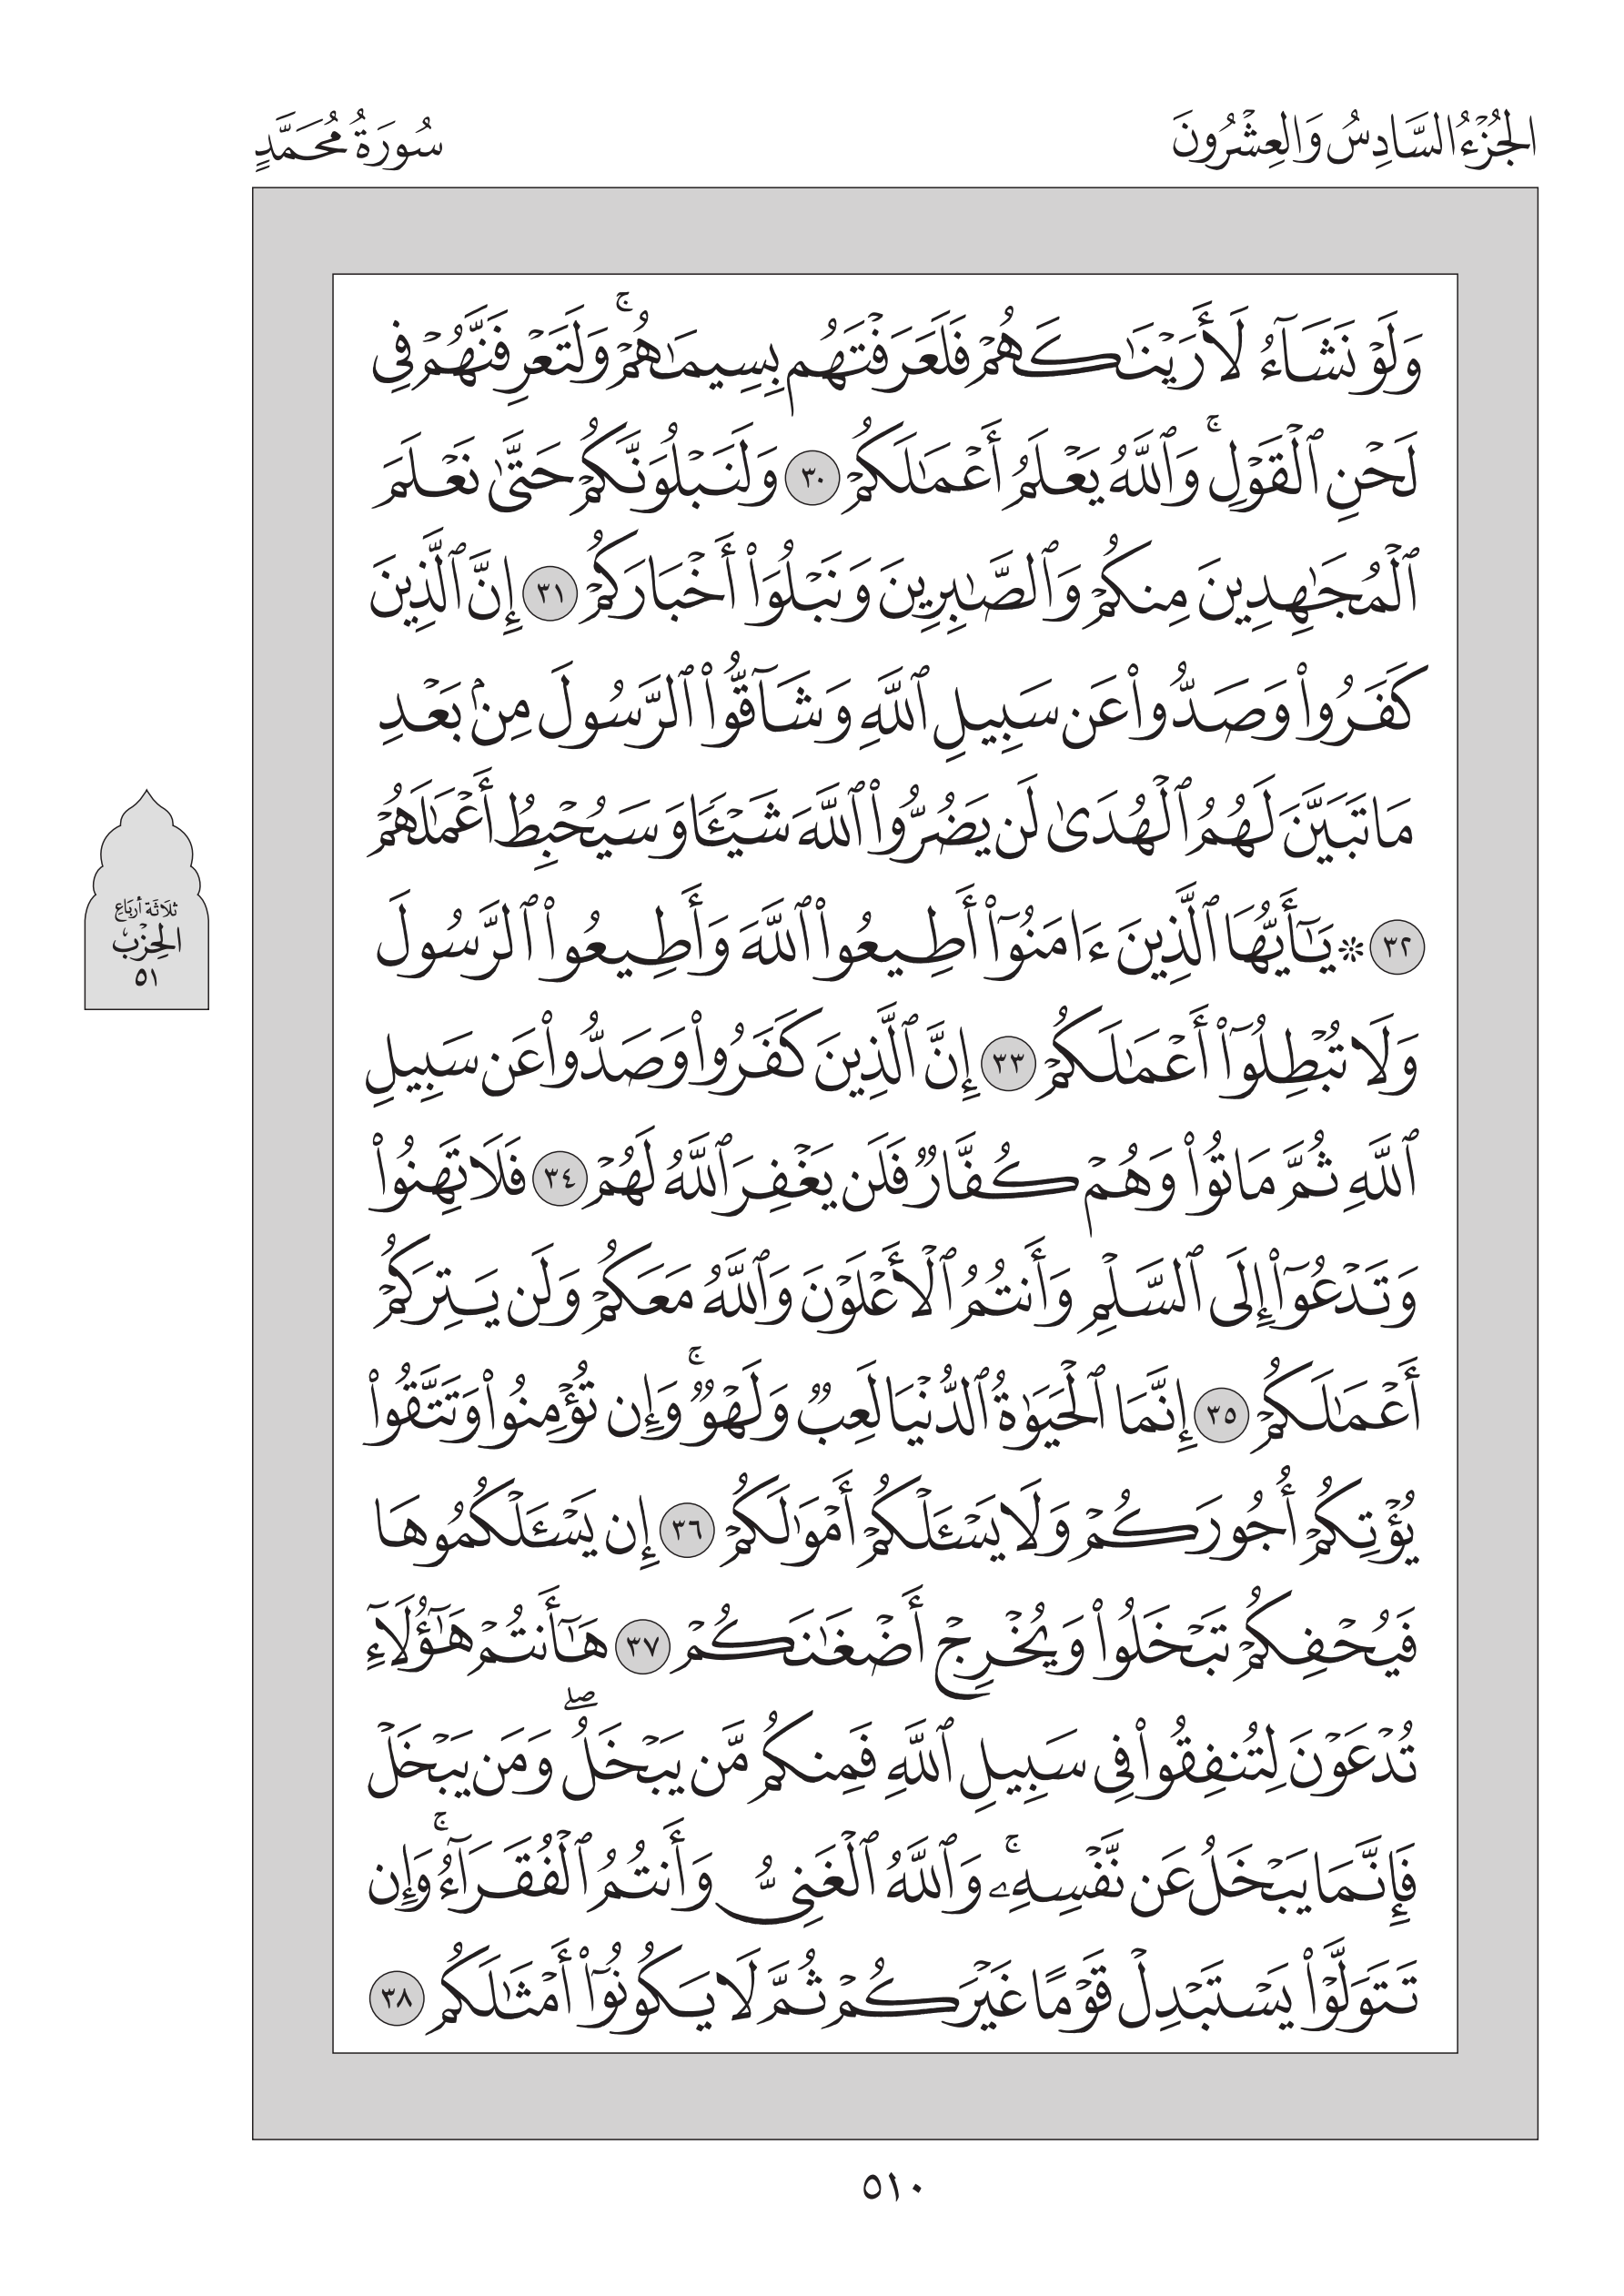 الجُزْءُ السَّادِسُ وَالعِشْرُونَ
سُورَةُ مُحَمَّدٍ
وَلَوْ نَشَآءُ لَأَرَيْنَٰكَهُمْ فَلَعَرَفْتَهُم بِسِيمَٰهُمْۚ وَلَتَعْرِفَنَّهُمْ فِى
لَحْنِ ٱلْقَوْلِۚ وَٱللَّهُ يَعْلَمُ أَعْمَٰلَكُمْ ٣٠ وَلَنَبْلُوَنَّكُمْ حَتَّىٰ نَعْلَمَ
ٱلْمُجَٰهِدِينَ مِنكُمْ وَٱلصَّٰبِرِينَ وَنَبْلُوَا۟ أَخْبَارَكُمْ ٣١ إِنَّ ٱلَّذِينَ
كَفَرُوا۟ وَصَدُّوا۟ عَن سَبِيلِ ٱللَّهِ وَشَآقُّوا۟ ٱلرَّسُولَ مِنۢ بَعْدِ
مَا تَبَيَّنَ لَهُمُ ٱلْهُدَىٰ لَن يَضُرُّوا۟ ٱللَّهَ شَيْـًٔا وَسَيُحْبِطُ أَعْمَٰلَهُمْ
٣٢ ۞ يَٰٓأَيُّهَا ٱلَّذِينَ ءَامَنُوٓا۟ أَطِيعُوا۟ ٱللَّهَ وَأَطِيعُوا۟ ٱلرَّسُولَ
وَلَا تُبْطِلُوٓا۟ أَعْمَٰلَكُمْ ٣٣ إِنَّ ٱلَّذِينَ كَفَرُوا۟ وَصَدُّوا۟ عَن سَبِيلِ
ٱللَّهِ ثُمَّ مَاتُوا۟ وَهُمْ كُفَّارٌ فَلَن يَغْفِرَ ٱللَّهُ لَهُمْ ٣٤ فَلَا تَهِنُوا۟
وَتَدْعُوٓا۟ إِلَى ٱلسَّلْمِ وَأَنتُمُ ٱلْأَعْلَوْنَ وَٱللَّهُ مَعَكُمْ وَلَن يَتِرَكُمْ
أَعْمَٰلَكُمْ ٣٥ إِنَّمَا ٱلْحَيَوٰةُ ٱلدُّنْيَا لَعِبٌ وَلَهْوٌۚ وَإِن تُؤْمِنُوا۟ وَتَتَّقُوا۟
يُؤْتِكُمْ أُجُورَكُمْ وَلَا يَسْـَٔلْكُمْ أَمْوَٰلَكُمْ ٣٦ إِن يَسْـَٔلْكُمُوهَا
فَيُحْفِكُمْ تَبْخَلُوا۟ وَيُخْرِجْ أَضْغَٰنَكُمْ ٣٧ هَٰٓأَنتُمْ هَٰٓؤُلَآءِ
تُدْعَوْنَ لِتُنفِقُوا۟ فِى سَبِيلِ ٱللَّهِ فَمِنكُم مَّن يَبْخَلُۖ وَمَن يَبْخَلْ
فَإِنَّمَا يَبْخَلُ عَن نَّفْسِهِۦۚ وَٱللَّهُ ٱلْغَنِىُّ وَأَنتُمُ ٱلْفُقَرَآءُۚ وَإِن
تَتَوَلَّوْا۟ يَسْتَبْدِلْ قَوْمًا غَيْرَكُمْ ثُمَّ لَا يَكُونُوٓا۟ أَمْثَٰلَكُم ٣٨
ثَلَاثَة أَرْبَاعِ
الحِزْب
٥١
٥١٠